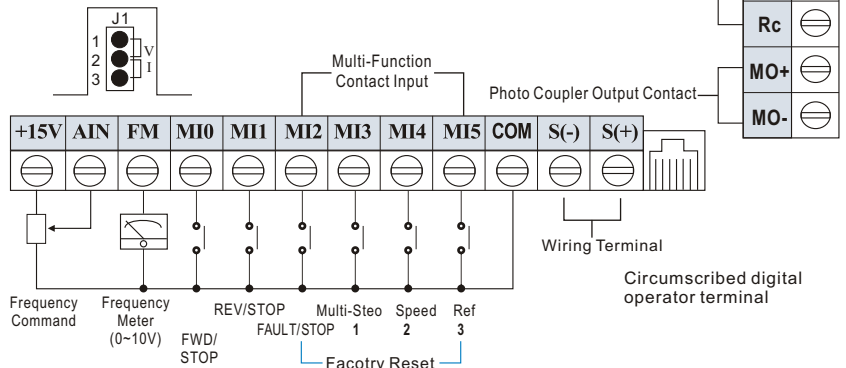 J1
1
2
3
V
I
Rc
MO+
MO-
Multi-Function
Contact Input
Photo Coupler Output Contact
+15V AIN FM MI0 MI1 MI2 MI3 MI4 MI5 COM S(-) S(+)
Wiring Terminal
Circumscribed digital
operator terminal
Frequency
Command
Frequency
Meter
(0~10V)
FWD/
STOP
REV/STOP
FAULT/STOP
Multi-Steo Speed Ref
1 2 3
Facotry Reset